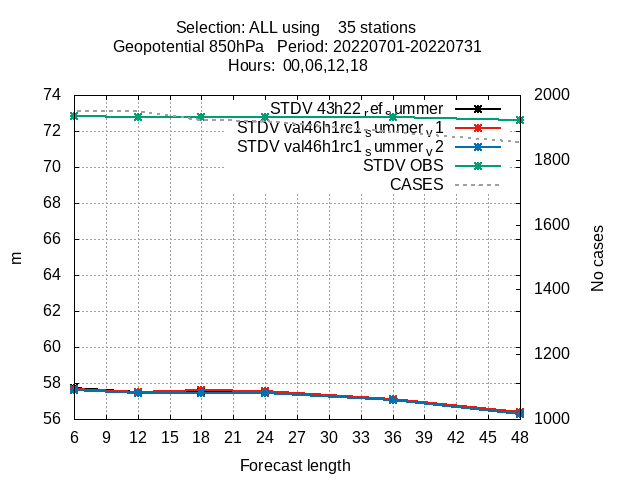 Selection: ALL using    35 stations
Geopotential 850hPa   Period: 20220701-20220731
Hours:  00,06,12,18
74
72
70
68
66
64
62
60
58
56
m
STDV 43h22_ref_summer
STDV val46h1rc1_summer_v1
STDV val46h1rc1_summer_v2
STDV OBS
CASES
2000
1800
1600
1400
1200
1000
No cases
6 9 12 15 18 21 24 27 30 33 36 39 42 45 48
Forecast length